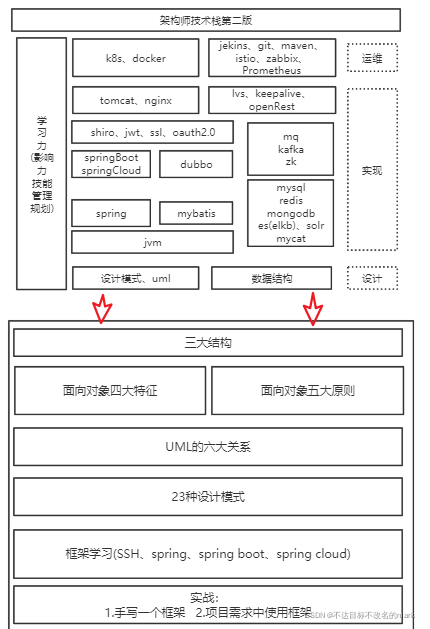 架构师技术栈第二版
学
习
力
(影响
力
技能
管理
规划)
k8s、docker
jekins、git、maven、
istio、zabbix、
Prometheus
运维
tomcat、nginx
lvs、keepalive、
openRest
shiro、jwt、ssl、oauth2.0
mq
kafka
zk
springBoot
springCloud
dubbo
实现
mysql
redis
mongodb
es(elkb)、solr
mycat
spring
mybatis
jvm
设计模式、uml
数据结构
设计
三大结构
面向对象四大特征
面向对象五大原则
UML的六大关系
23种设计模式
框架学习(SSH、spring、spring boot、spring cloud)
实战:
1.手写一个框架 2.项目需求中使用框架
@不达目标不改名的